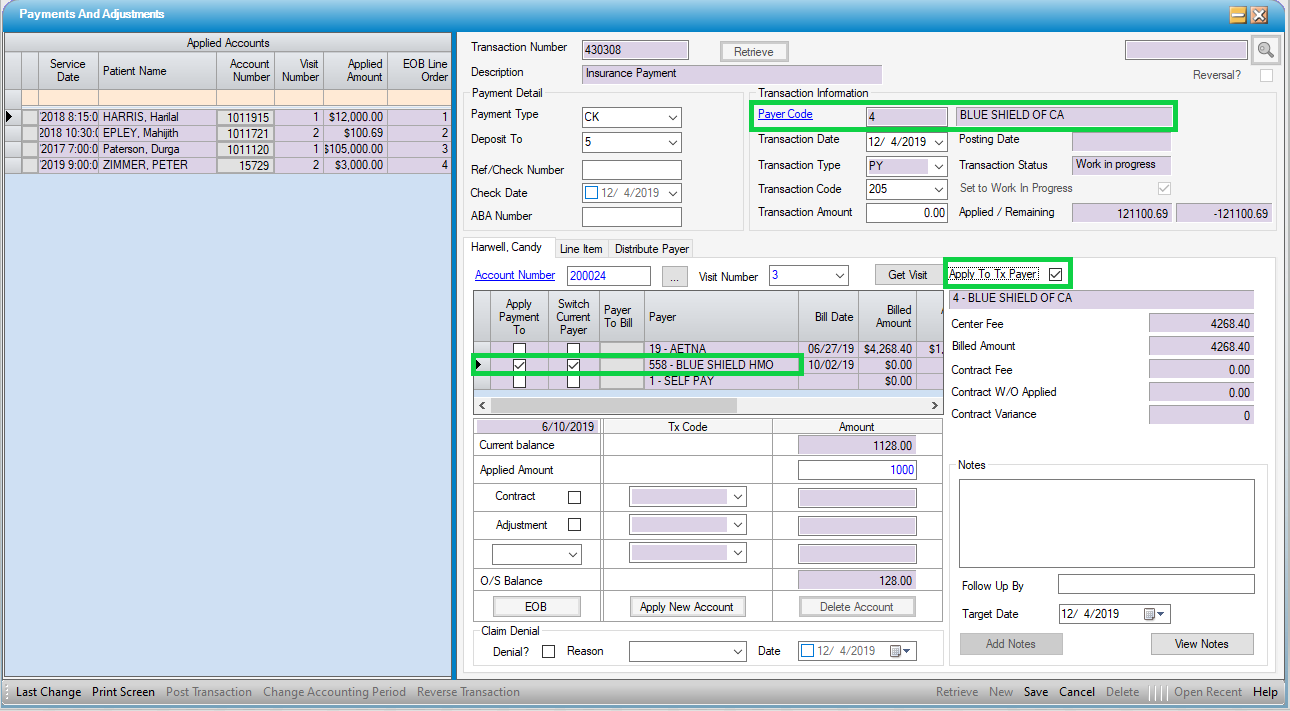 Payments And Adjustments
Applied Accounts
Service Date Patient Name Account Number Visit Number Applied Amount EOB Line Order
2018 8:15:0 HARRIS, Harilal 1011915 1 $12,000.00 1
2018 10:30:0 EPLEY, Mahijith 1011721 2 $100.69 2
2017 7:00:0 Paterson, Durga 1011120 1 $105,000.00 3
2019 9:00:0 ZIMMER, PETER 15729 2 $3,000.00 4
Transaction Number 430308 Retrieve
Description Insurance Payment Reversal?
Payment Detail
Payment Type CK
Deposit To 5
Ref/Check Number
Check Date 12/ 4/2019
ABA Number
Transaction Information
Payer Code 4 BLUE SHIELD OF CA
Transaction Date 12/ 4/2019 Posting Date
Transaction Type PY Transaction Status Work in progress
Transaction Code 205 Set to Work In Progress
Transaction Amount 0.00 Applied / Remaining 121100.69 -121100.69
Harwell, Candy Line Item Distribute Payer
Account Number 200024 ... Visit Number 3 Get Visit Apply To Tx Payer
Apply Payment To Switch Current Payer Payer To Bill Payer Bill Date Billed Amount
19 - AETNA 06/27/19 $4,268.40 $1,
558 - BLUE SHIELD HMO 10/02/19 $0.00
1 - SELF PAY $0.00
4 - BLUE SHIELD OF CA
Center Fee 4268.40
Billed Amount 4268.40
Contract Fee 0.00
Contract W/O Applied 0.00
Contract Variance 0
6/10/2019 Tx Code Amount
Current balance 1128.00
Applied Amount 1000
Contract
Adjustment
O/S Balance 128.00
EOB Apply New Account Delete Account
Claim Denial
Denial? Reason Date 12/ 4/2019
Notes
Follow Up By
Target Date 12/ 4/2019
Add Notes View Notes
Last Change Print Screen Post Transaction Change Accounting Period Reverse Transaction Retrieve New Save Cancel Delete Open Recent Help